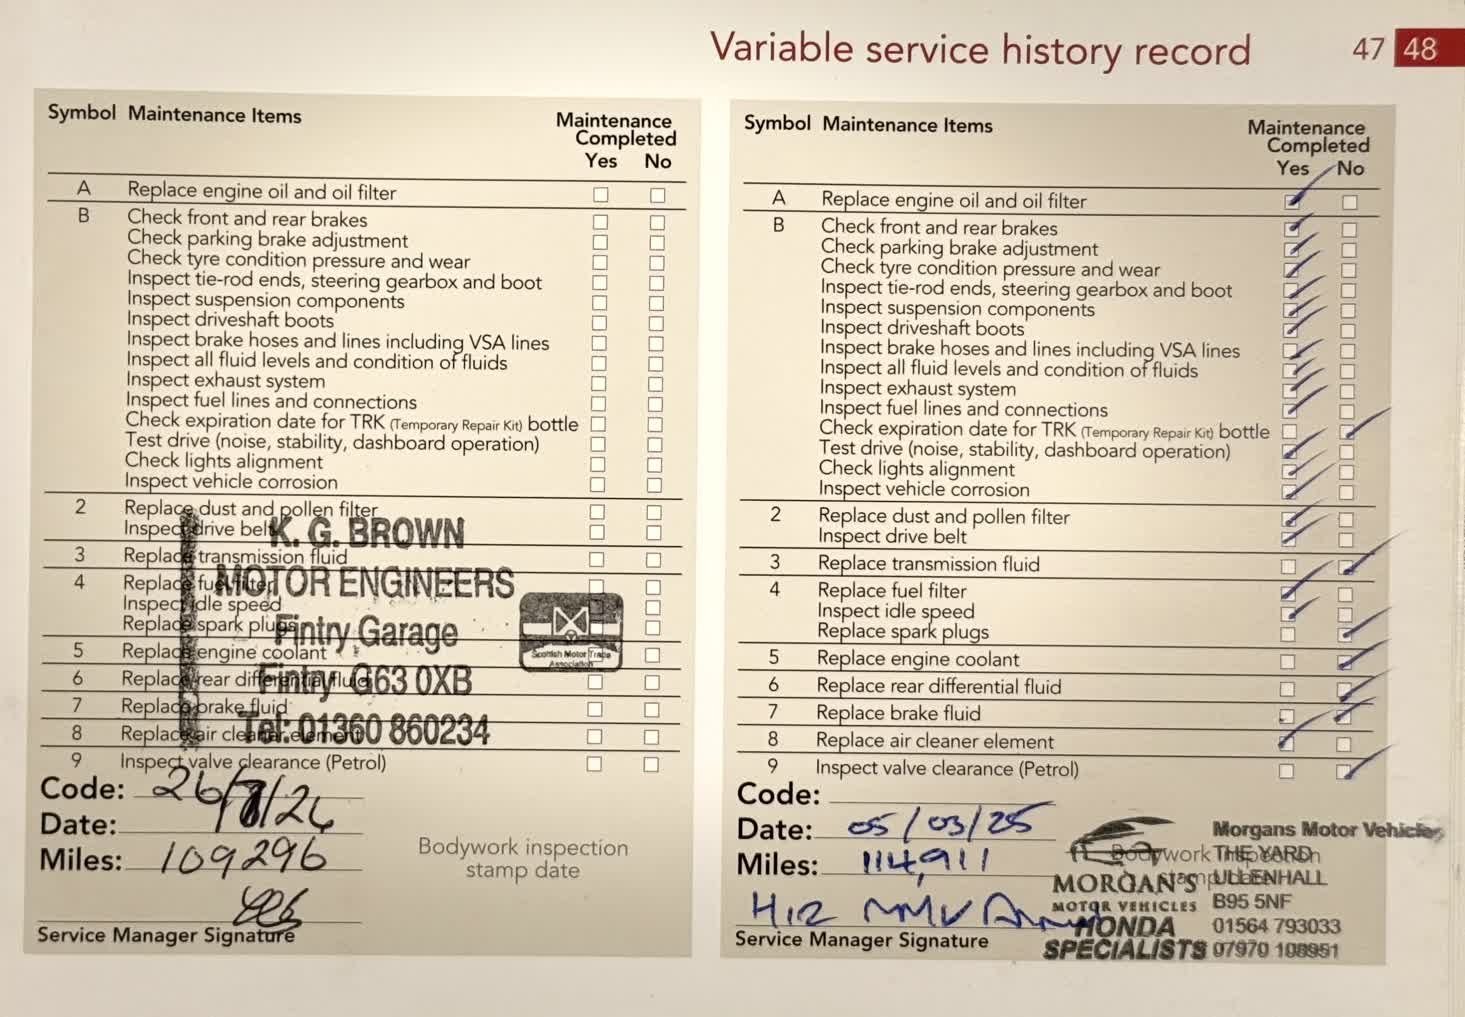 Variable service history record 47 48
Symbol Maintenance Items Maintenance Completed
Yes No
A Replace engine oil and oil filter
B Check front and rear brakes
Check parking brake adjustment
Check tyre condition pressure and wear
Inspect tie-rod ends, steering gearbox and boot
Inspect suspension components
Inspect driveshaft boots
Inspect brake hoses and lines including VSA lines
Inspect all fluid levels and condition of fluids
Inspect exhaust system
Inspect fuel lines and connections
Check expiration date for TRK (Temporary Repair Kit) bottle
Test drive (noise, stability, dashboard operation)
Check lights alignment
Inspect vehicle corrosion
2 Replace dust and pollen filter
Inspect drive belt
3 Replace transmission fluid
4 Replace fuel filter
Inspect idle speed
Replace spark plugs
5 Replace engine coolant
6 Replace rear differential fluid
7 Replace brake fluid
8 Replace air cleaner element
9 Inspect valve clearance (Petrol)
K. G. BROWN
MOTOR ENGINEERS
Fintry Garage
Fintry G63 0XB
Tel: 01360 860234
Scottish Motor Trade
Association
Code:
Date:
Miles: 109296
Bodywork inspection
stamp date
Service Manager Signature
Symbol Maintenance Items Maintenance Completed
Yes No
A Replace engine oil and oil filter
B Check front and rear brakes
Check parking brake adjustment
Check tyre condition pressure and wear
Inspect tie-rod ends, steering gearbox and boot
Inspect suspension components
Inspect driveshaft boots
Inspect brake hoses and lines including VSA lines
Inspect all fluid levels and condition of fluids
Inspect exhaust system
Inspect fuel lines and connections
Check expiration date for TRK (Temporary Repair Kit) bottle
Test drive (noise, stability, dashboard operation)
Check lights alignment
Inspect vehicle corrosion
2 Replace dust and pollen filter
Inspect drive belt
3 Replace transmission fluid
4 Replace fuel filter
Inspect idle speed
Replace spark plugs
5 Replace engine coolant
6 Replace rear differential fluid
7 Replace brake fluid
8 Replace air cleaner element
9 Inspect valve clearance (Petrol)
Code:
Date: 05/03/25
Miles: 114,911
Bodywork inspection
stamp date
Service Manager Signature
MORGAN'S
MOTOR VEHICLES
HONDA
SPECIALISTS
Morgans Motor Vehicles
THE YARD
ULLENHALL
B95 5NF
01564 793033
07970 108951